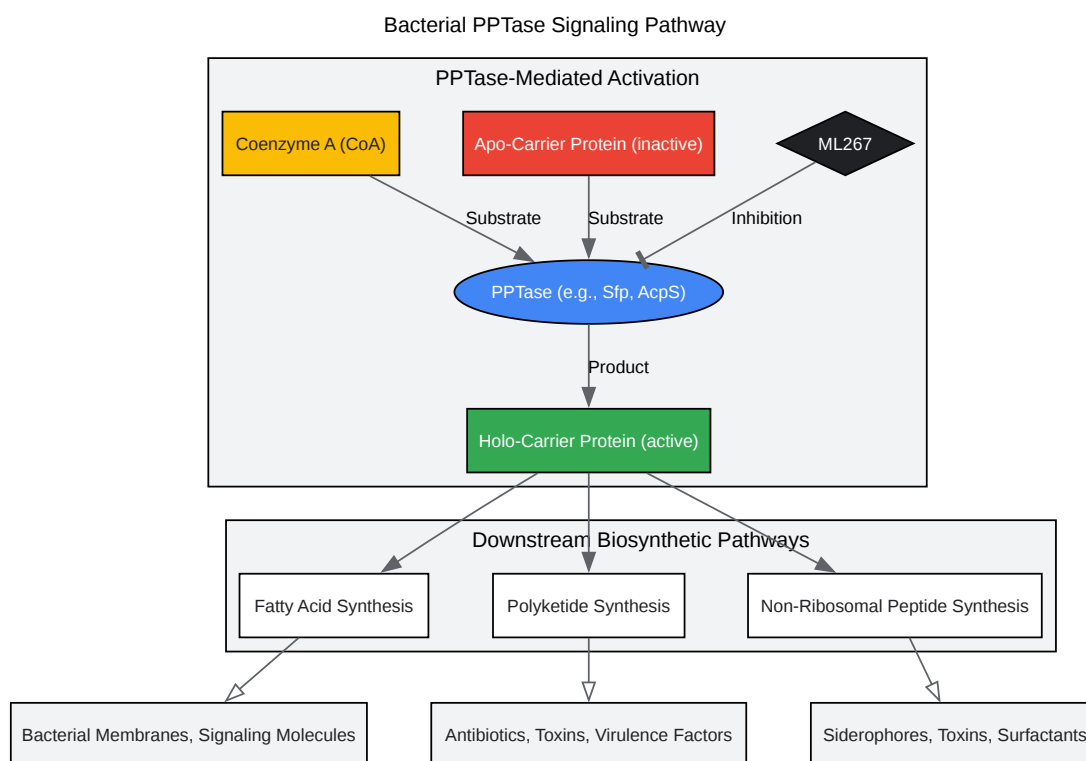 Bacterial PPTase Signaling Pathway
PPTase-Mediated Activation
Coenzyme A (CoA)
Apo-Carrier Protein (inactive)
ML267
Substrate
Substrate
Inhibition
PPTase (e.g., Sfp, AcpS)
Product
Holo-Carrier Protein (active)
Downstream Biosynthetic Pathways
Fatty Acid Synthesis
Polyketide Synthesis
Non-Ribosomal Peptide Synthesis
Bacterial Membranes, Signaling Molecules
Antibiotics, Toxins, Virulence Factors
Siderophores, Toxins, Surfactants